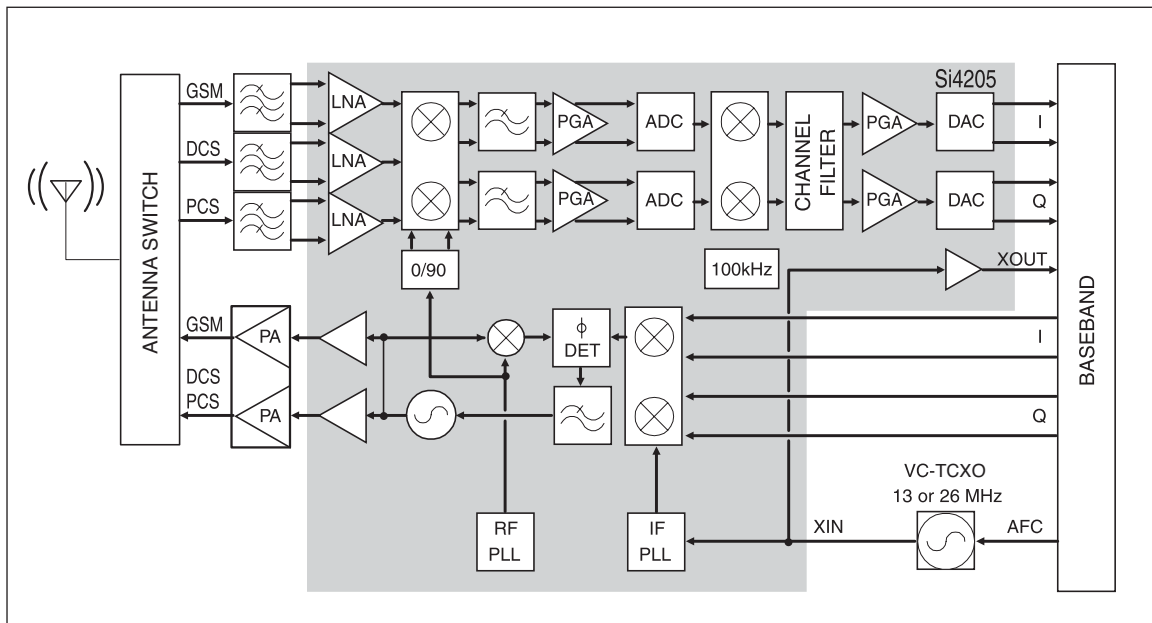 Si4205
GSM
LNA
DCS
LNA
PCS
LNA
PGA
ADC
PGA
DAC
I
PGA
ADC
PGA
DAC
Q
CHANNEL
FILTER
ANTENNA SWITCH
0/90
100kHz
XOUT
BASEBAND
GSM
PA
ϕ
DET
I
DCS
PCS
PA
Q
VC-TCXO
13 or 26 MHz
RF
PLL
IF
PLL
XIN
AFC